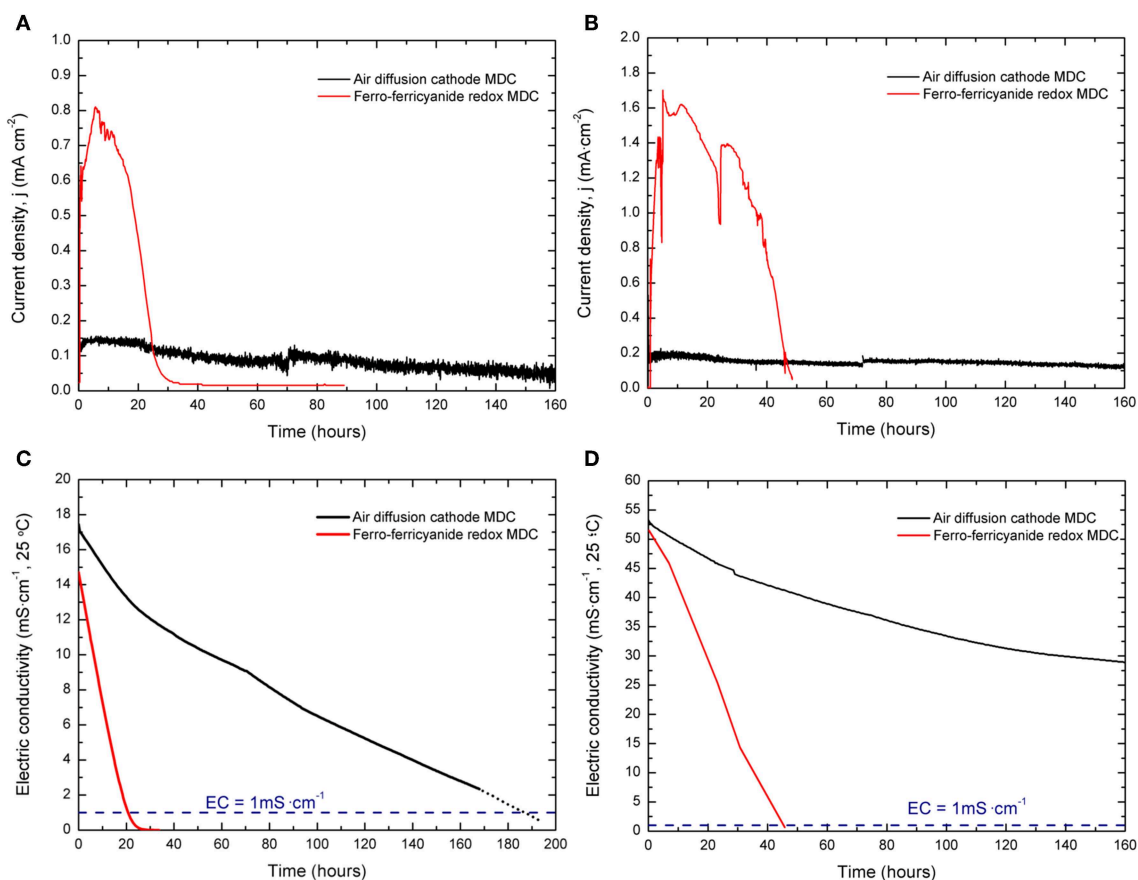 A
1.0
0.9
0.8
0.7
0.6
0.5
0.4
0.3
0.2
0.1
0.0
Current density, j (mA cm⁻²)
Air diffusion cathode MDC
Ferro-ferricyanide redox MDC
0 20 40 60 80 100 120 140 160
Time (hours)
B
2.0
1.8
1.6
1.4
1.2
1.0
0.8
0.6
0.4
0.2
0.0
Current density, j (mA·cm⁻²)
Air diffusion cathode MDC
Ferro-ferricyanide redox MDC
0 20 40 60 80 100 120 140 160
Time (hours)
C
20
18
16
14
12
10
8
6
4
2
0
Electric conductivity (mS·cm⁻¹, 25 ºC)
Air diffusion cathode MDC
Ferro-ferricyanide redox MDC
EC = 1mS ·cm⁻¹
0 20 40 60 80 100 120 140 160 180 200
Time (hours)
D
60
55
50
45
40
35
30
25
20
15
10
5
0
Electric conductivity (mS·cm⁻¹, 25 ºC)
Air diffusion cathode MDC
Ferro-ferricyanide redox MDC
EC = 1mS ·cm⁻¹
0 20 40 60 80 100 120 140 160
Time (hours)